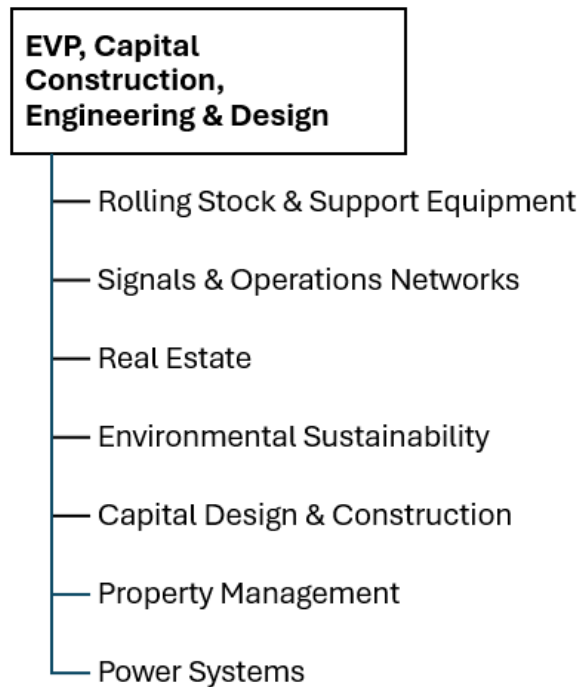 EVP, Capital
Construction,
Engineering & Design
Rolling Stock & Support Equipment
Signals & Operations Networks
Real Estate
Environmental Sustainability
Capital Design & Construction
Property Management
Power Systems